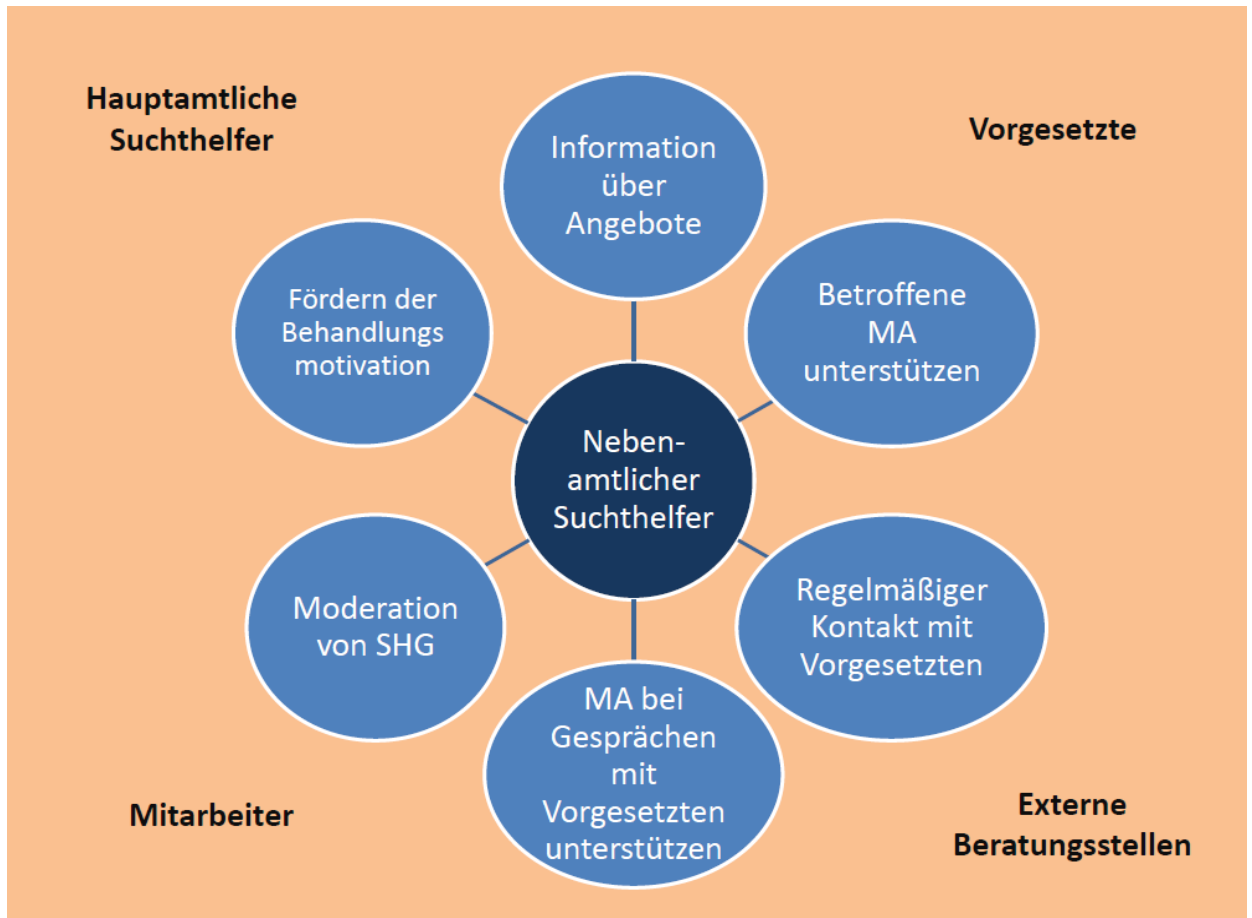 Hauptamtliche
Suchthelfer
Information
über
Angebote
Vorgesetzte
Fördern der
Behandlungs
motivation
Betroffene
MA
unterstützen
Neben-
amtlicher
Suchthelfer
Moderation
von SHG
Regelmäßiger
Kontakt mit
Vorgesetzten
MA bei
Gesprächen
mit
Vorgesetzten
unterstützen
Mitarbeiter
Externe
Beratungsstellen